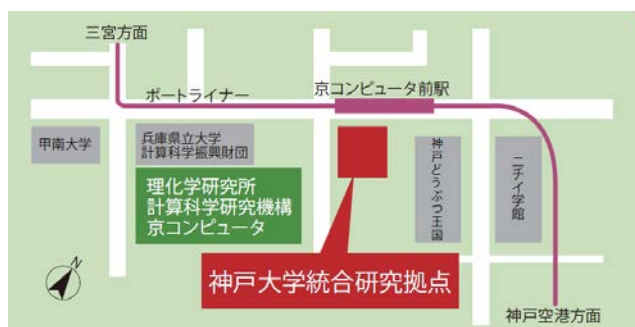 三宮方面
ポートライナー
京コンピュータ前駅
甲南大学
兵庫県立大学
計算科学振興財団
理化学研究所
計算科学研究機構
京コンピュータ
神戸どうぶつ王国
ニチイ学館
神戸大学統合研究拠点
N
神戸空港方面